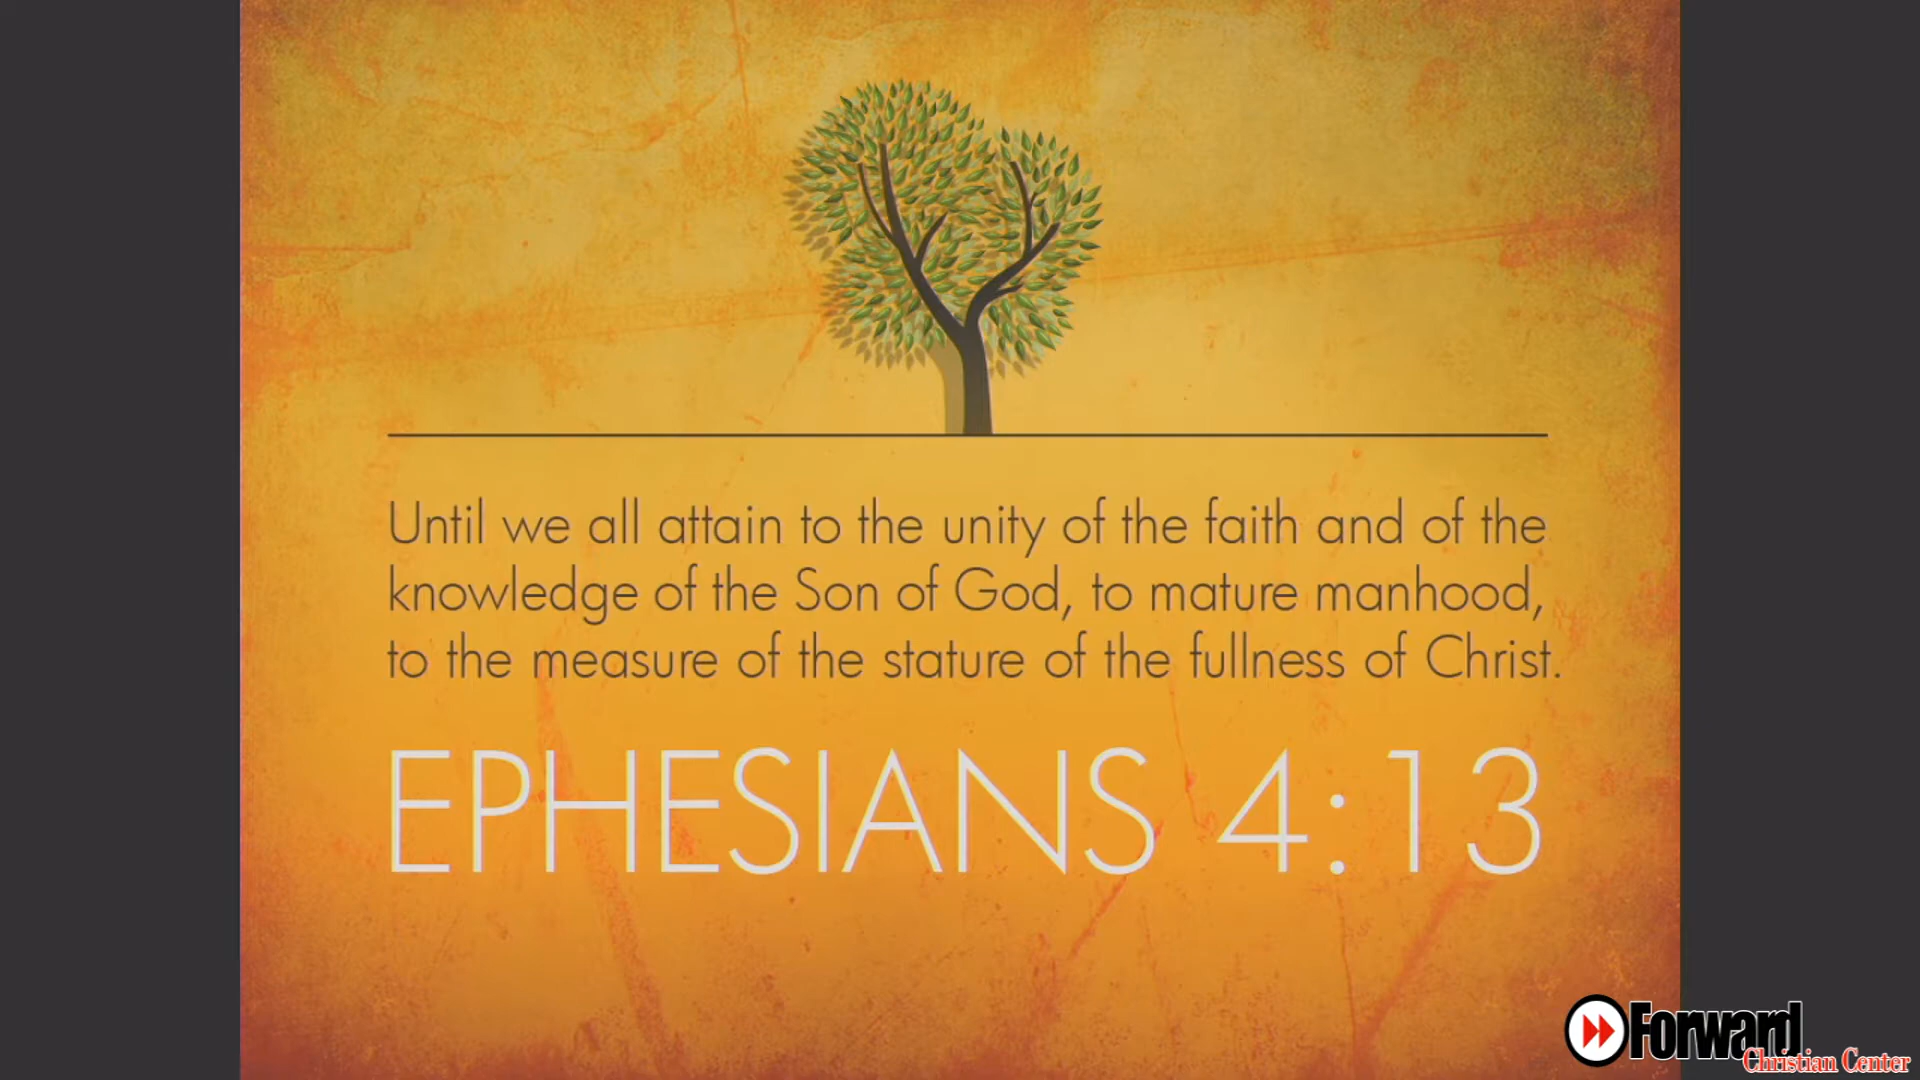 Until we all attain to the unity of the faith and of the
knowledge of the Son of God, to mature manhood,
to the measure of the stature of the fullness of Christ.
EPHESIANS 4:13
Forward
Christian Center